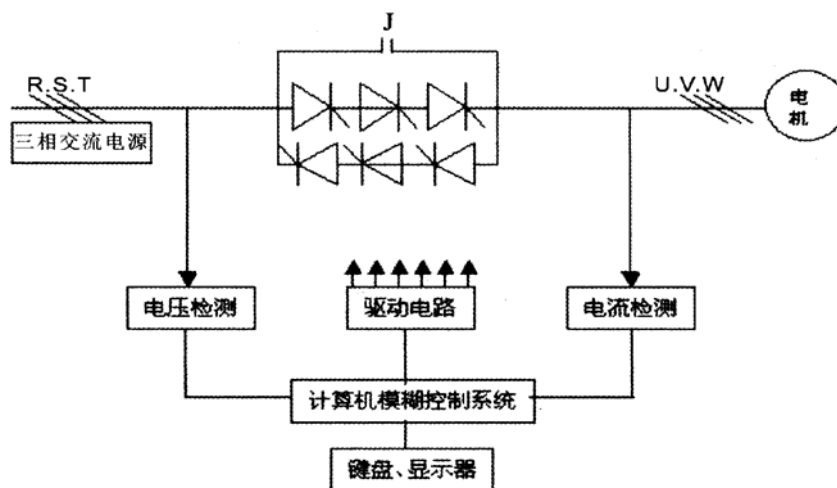 J
R.S.T
U.V.W
电
机
三相交流电源
电压检测
驱动电路
电流检测
计算机模糊控制系统
键盘、显示器